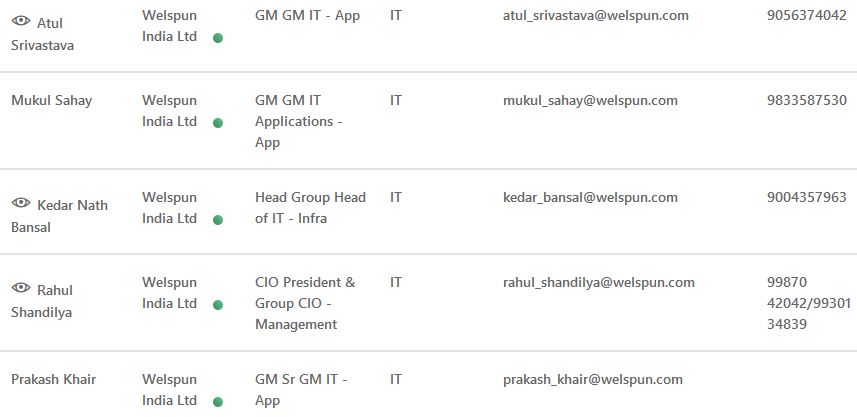 Atul Srivastava Welspun India Ltd GM GM IT - App IT atul_srivastava@welspun.com 9056374042
Mukul Sahay Welspun India Ltd GM GM IT Applications - App IT mukul_sahay@welspun.com 9833587530
Kedar Nath Bansal Welspun India Ltd Head Group Head of IT - Infra IT kedar_bansal@welspun.com 9004357963
Rahul Shandilya Welspun India Ltd CIO President & Group CIO - Management IT rahul_shandilya@welspun.com 99870 42042/99301 34839
Prakash Khair Welspun India Ltd GM Sr GM IT - App IT prakash_khair@welspun.com